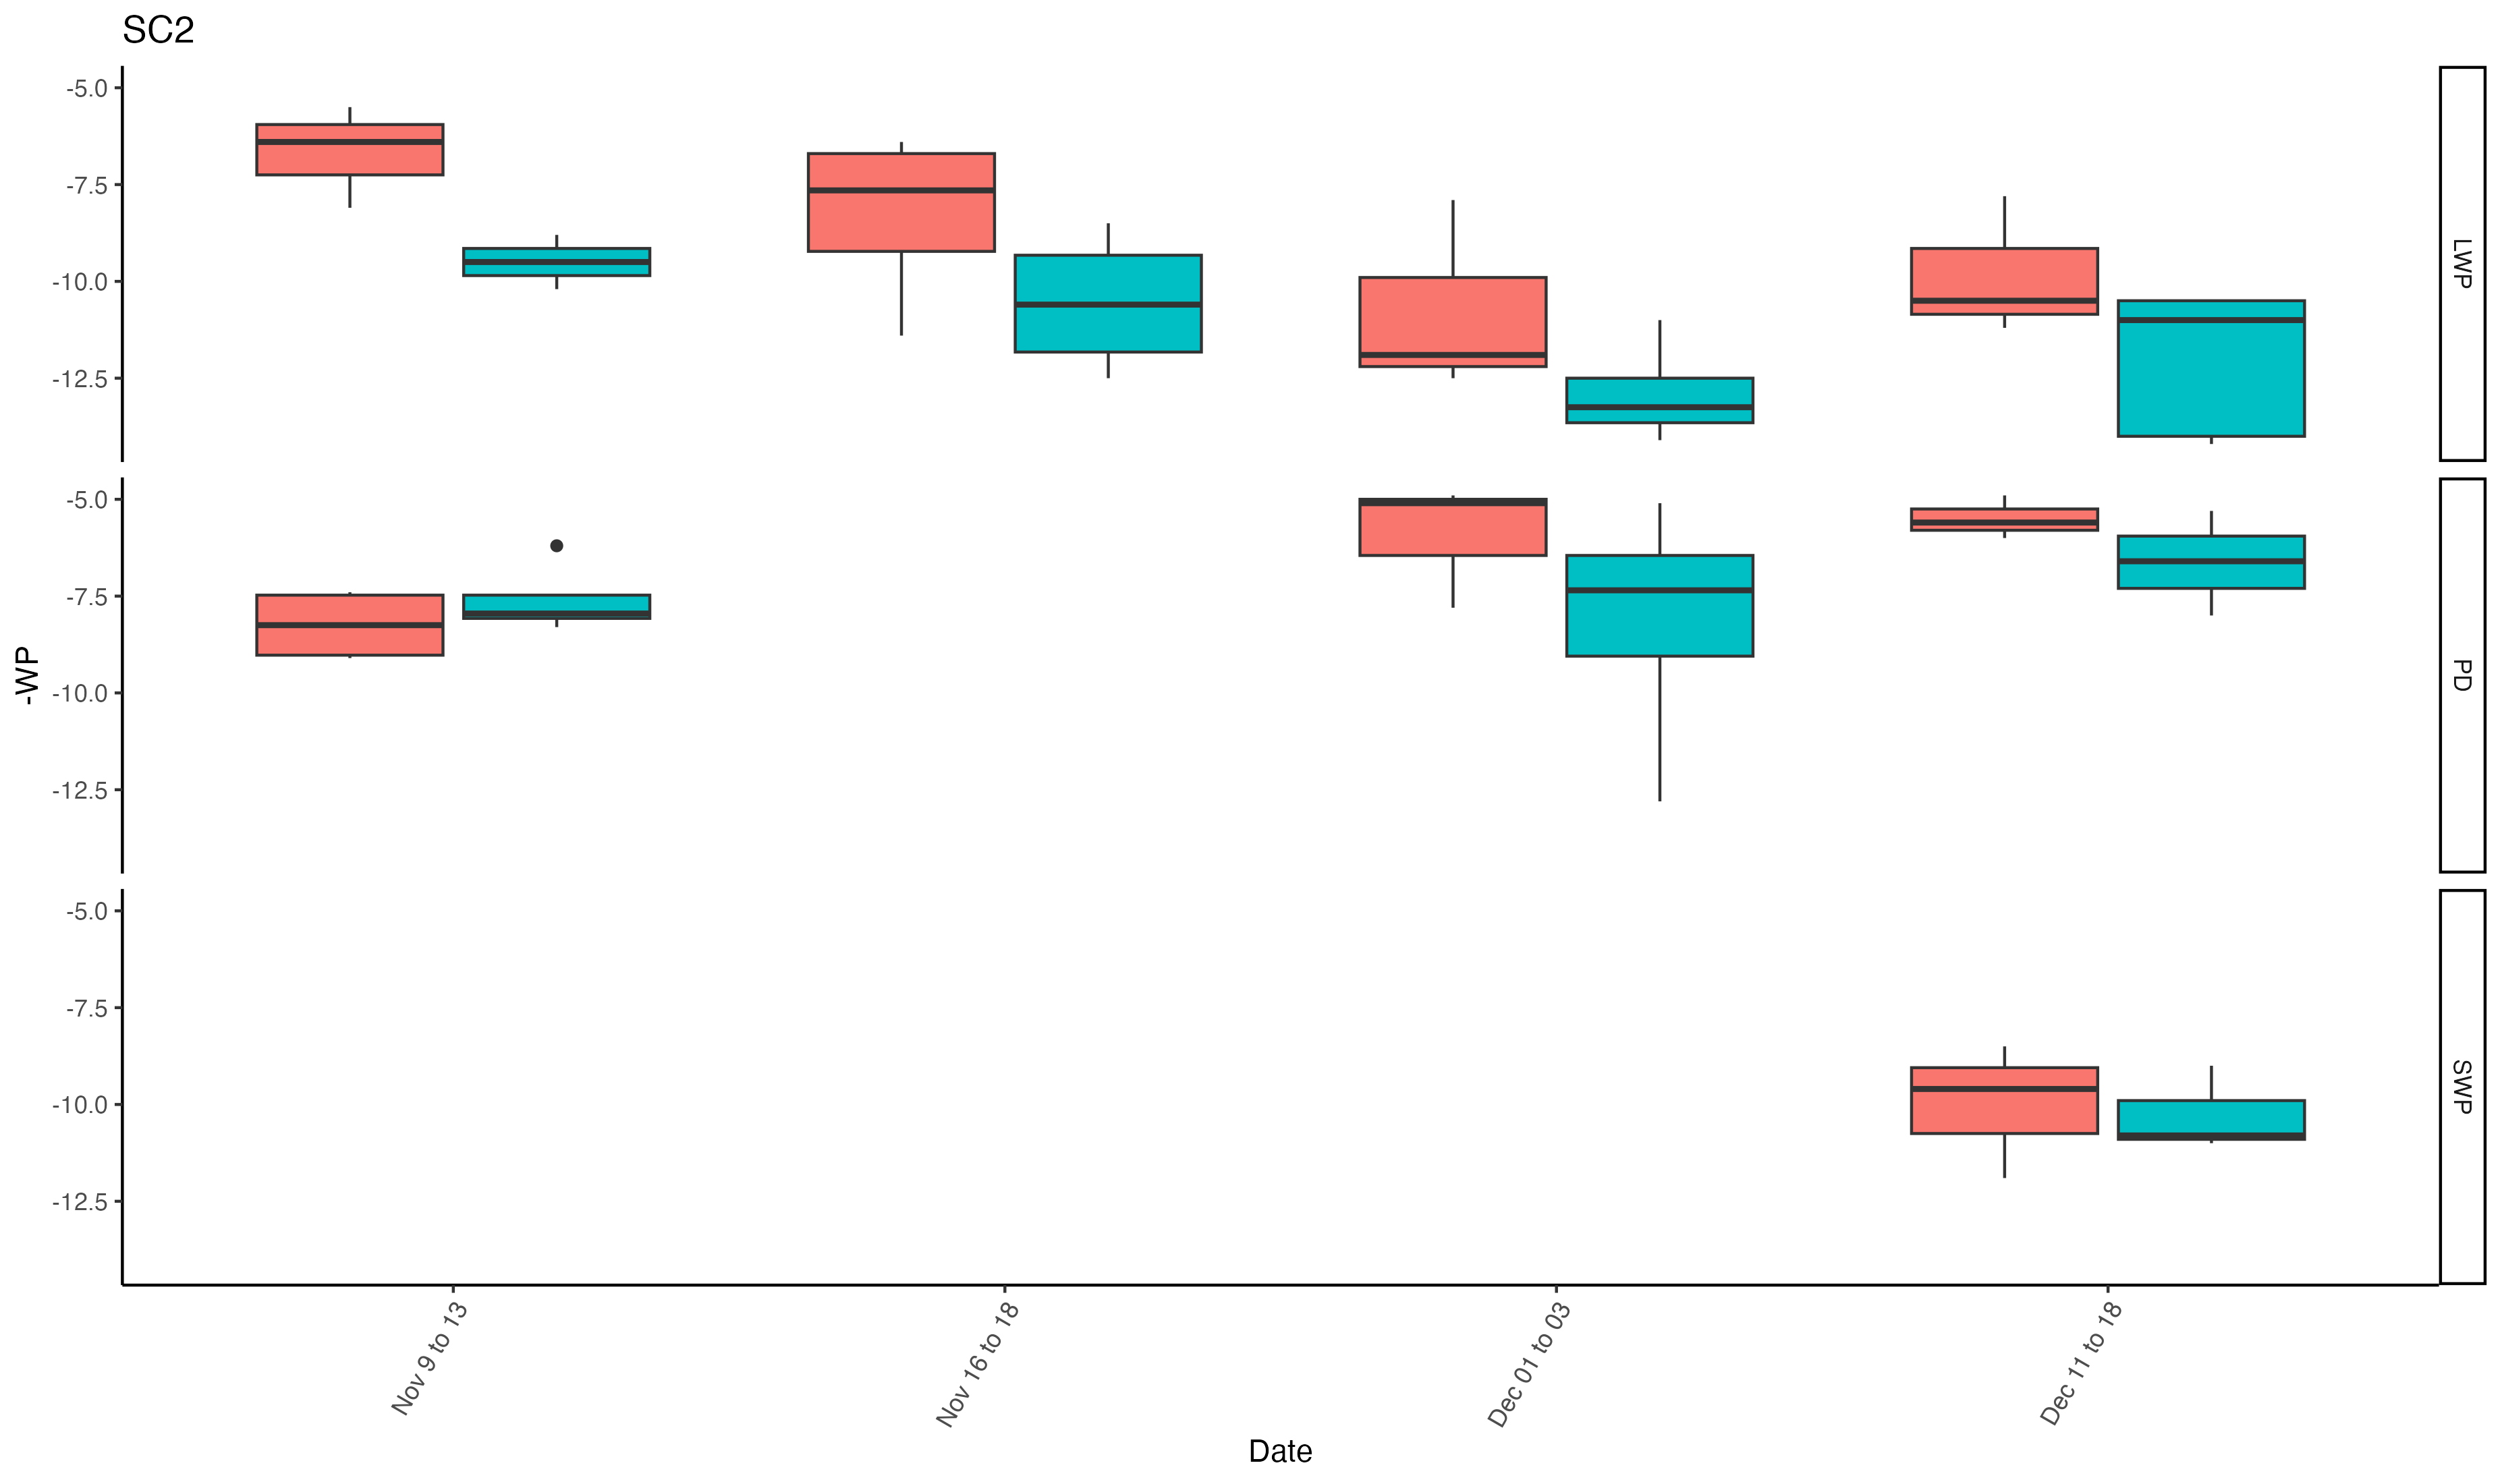 SC2
-5.0
-7.5
-10.0
-12.5
LWP
-5.0
-7.5
-10.0
-12.5
PD
-5.0
-7.5
-10.0
-12.5
SWP
-WP
Nov 9 to 13
Nov 16 to 18
Dec 01 to 03
Dec 11 to 18
Date